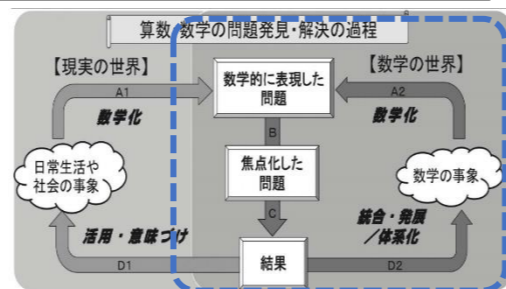 算数・数学の問題発見・解決の過程
【現実の世界】
【数学の世界】
A1
数学的に表現した
問題
A2
数学化
数学化
B
日常生活や
社会の事象
焦点化した
問題
数学の事象
C
活用・意味づけ
統合・発展
/体系化
結果
D1
D2